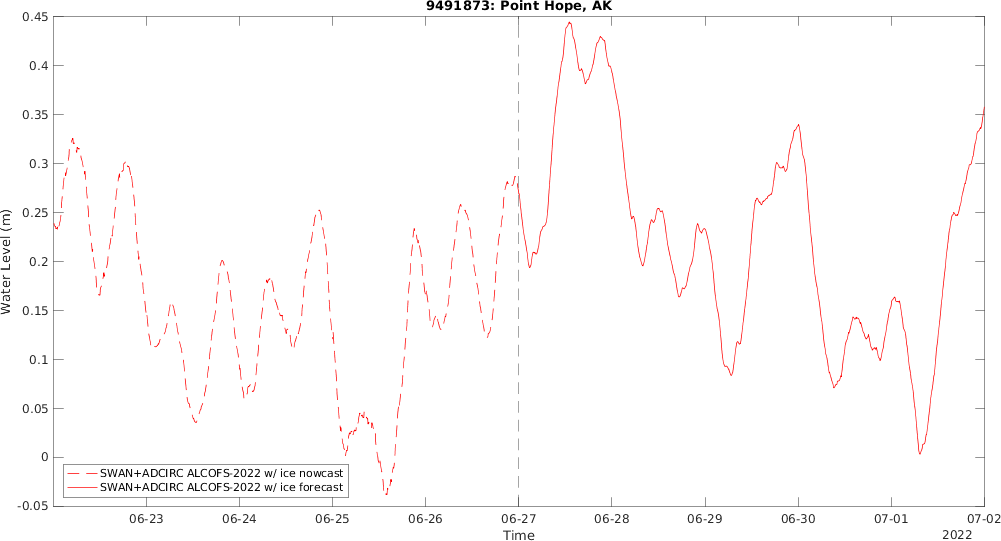 9491873: Point Hope, AK
0.45
0.4
0.35
0.3
0.25
0.2
0.15
0.1
0.05
0
-0.05
Water Level (m)
SWAN+ADCIRC ALCOFS-2022 w/ ice nowcast
SWAN+ADCIRC ALCOFS-2022 w/ ice forecast
06-23 06-24 06-25 06-26 06-27 06-28 06-29 06-30 07-01 07-02
Time
2022